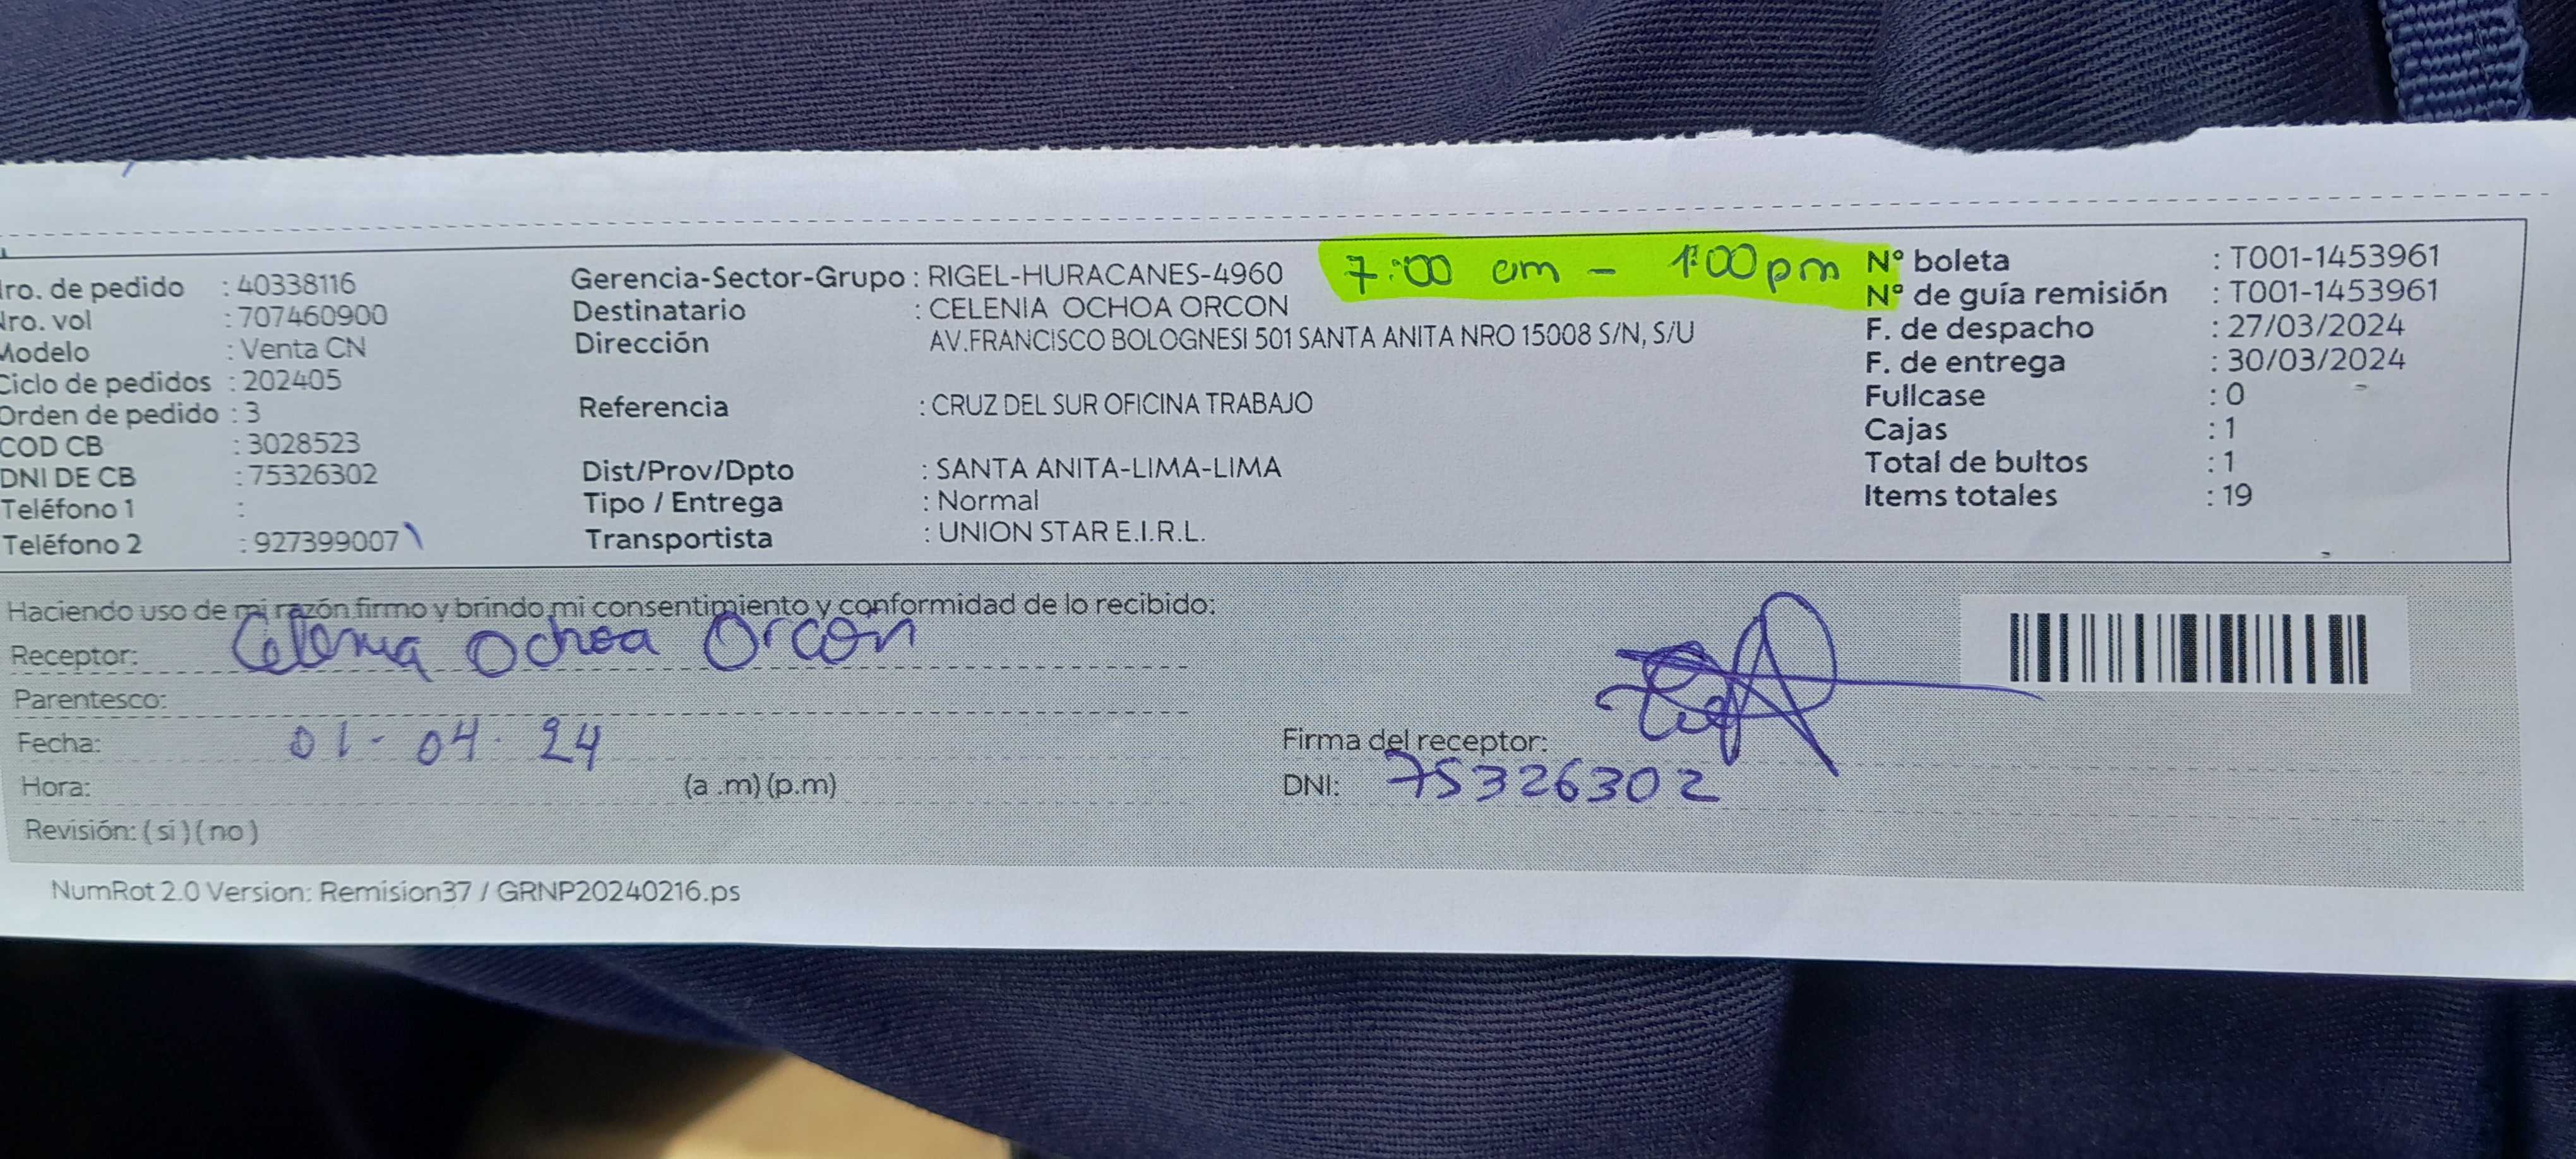 Nro. de pedido : 40338116
Nro. vol : 707460900
Modelo : Venta CN
Ciclo de pedidos : 202405
Orden de pedido : 3
COD CB : 3028523
DNI DE CB : 75326302
Teléfono 1 :
Teléfono 2 : 927399007
Gerencia-Sector-Grupo : RIGEL-HURACANES-4960
7:00 am - 1:00 pm
Destinatario : CELENIA OCHOA ORCON
Dirección AV.FRANCISCO BOLOGNESI 501 SANTA ANITA NRO 15008 S/N, S/U
Referencia : CRUZ DEL SUR OFICINA TRABAJO
Dist/Prov/Dpto : SANTA ANITA-LIMA-LIMA
Tipo / Entrega : Normal
Transportista : UNION STAR E.I.R.L.
Nº boleta : T001-1453961
Nº de guía remisión : T001-1453961
F. de despacho : 27/03/2024
F. de entrega : 30/03/2024
Fullcase : 0
Cajas : 1
Total de bultos : 1
Items totales : 19
Haciendo uso de mi razón firmo y brindo mi consentimiento y conformidad de lo recibido:
Receptor: Celenia Ochoa Orcon
Parentesco:
Fecha: 01-04-24
Hora: (a .m) (p.m)
Revisión: ( sí ) ( no )
Firma del receptor:
DNI: 75326302
NumRot 2.0 Version: Remision37 / GRNP20240216.ps